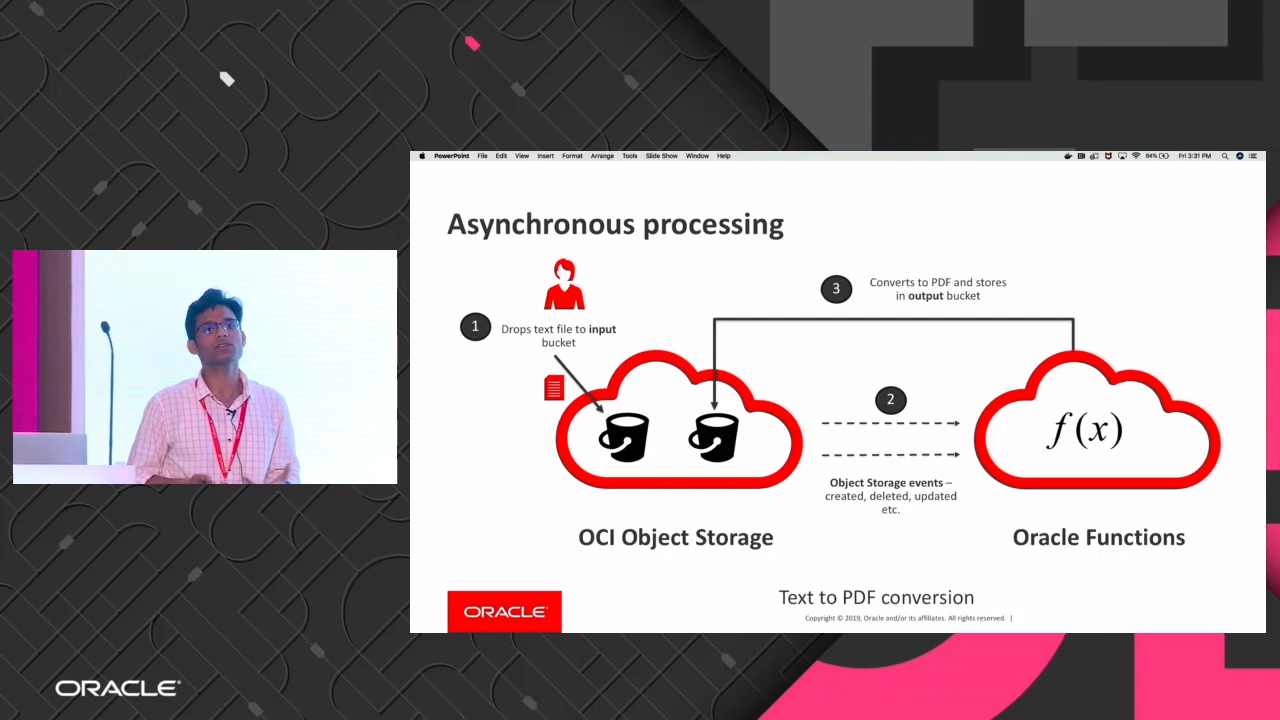 PowerPoint File Edit View Insert Format Arrange Tools Slide Show Window Help
84% Fri 3:31 PM
Asynchronous processing
1
Drops text file to input
bucket
3
Converts to PDF and stores
in output bucket
2
f(x)
Object Storage events –
created, deleted, updated
etc.
OCI Object Storage
Oracle Functions
ORACLE®
Text to PDF conversion
Copyright © 2019, Oracle and/or its affiliates. All rights reserved. |
ORACLE®